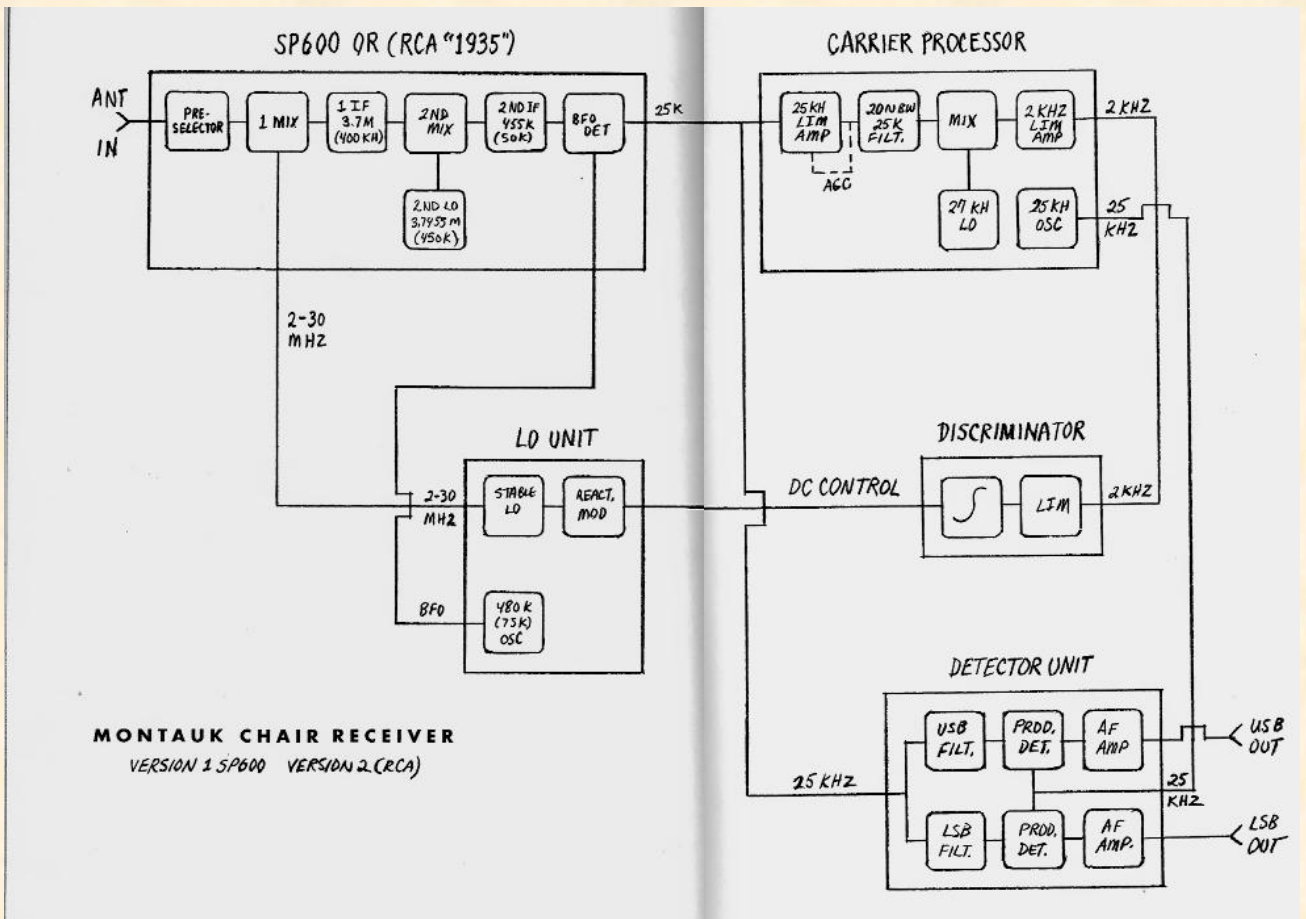 SP600 OR (RCA "1935")
CARRIER PROCESSOR
ANT
IN
PRE-
SELECTOR
1 MIX
1 IF
3.7M
(400 KH)
2ND
MIX
2ND IF
455K
(50K)
BFO
DET
25K
2ND LO
3.7455 M
(450K)
25KH
LIM
AMP
AGC
20N BW
25K
FILT.
MIX
2 KHZ
LIM
AMP
2 KHZ
27 KH
LO
25 KH
OSC
25
KHZ
2-30
MHZ
LO UNIT
DISCRIMINATOR
2-30
MHZ
STABLE
LO
REACT.
MOD
DC CONTROL
LIM
2 KHZ
BFO
480 K
(75K)
OSC
DETECTOR UNIT
MONTAUK CHAIR RECEIVER
VERSION 1 SP600 VERSION 2 (RCA)
25 KHZ
USB
FILT.
PROD.
DET.
AF
AMP
USB
OUT
25
KHZ
LSB
FILT.
PROD.
DET.
AF
AMP.
LSB
OUT